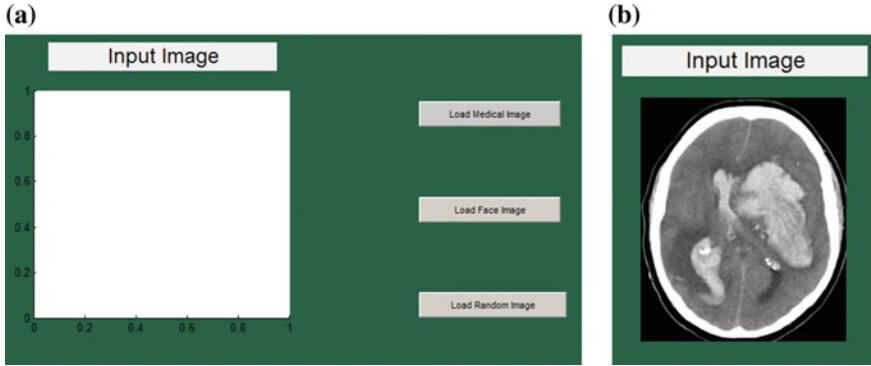 (a)
Input Image
1
0.8
0.6
0.4
0.2
0
0 0.2 0.4 0.6 0.8 1
Load Medical Image
Load Face Image
Load Random Image
(b)
Input Image